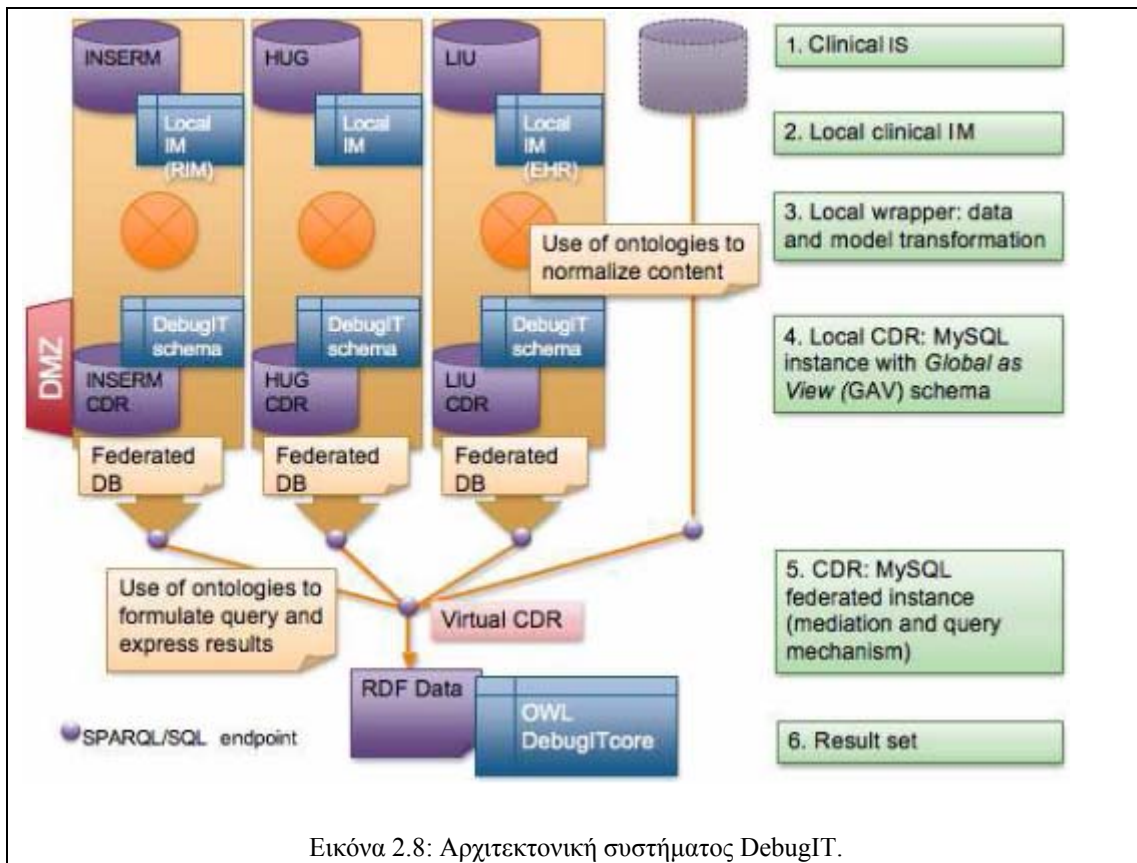 INSERM
HUG
LIU
1. Clinical IS
Local
IM
(RIM)
Local
IM
Local
IM
(EHR)
2. Local clinical IM
Use of ontologies to
normalize content
3. Local wrapper: data
and model transformation
DMZ
DebugIT
schema
DebugIT
schema
DebugIT
schema
INSERM
CDR
HUG
CDR
LIU
CDR
4. Local CDR: MySQL
instance with Global as
View (GAV) schema
Federated
DB
Federated
DB
Federated
DB
Use of ontologies to
formulate query and
express results
Virtual CDR
5. CDR: MySQL
federated instance
(mediation and query
mechanism)
RDF Data
OWL
DebugITcore
SPARQL/SQL endpoint
6. Result set
Εικόνα 2.8: Αρχιτεκτονική συστήματος DebugIT.